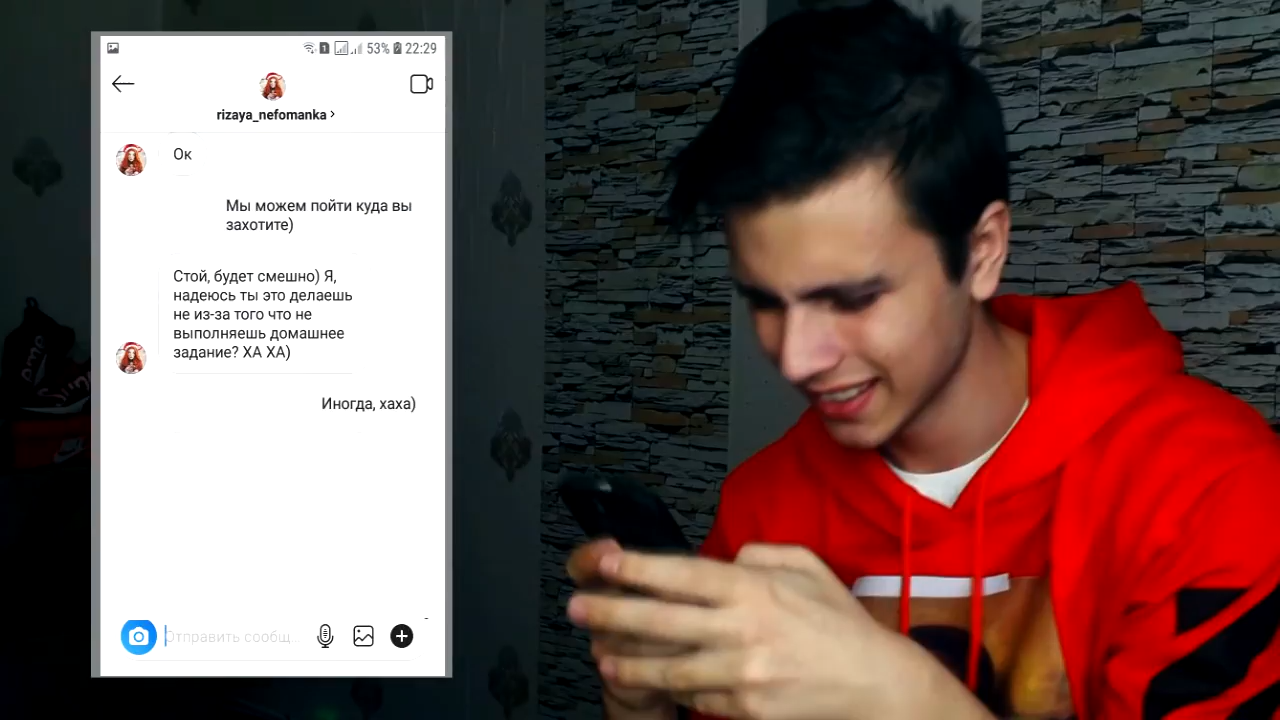 53% 22:29
rizaya_nefomanka
Ок
Мы можем пойти куда вы
захотите)
Стой, будет смешно) Я,
надеюсь ты это делаешь
не из-за того что не
выполняешь домашнее
задание? ХА ХА)
Иногда, хаха)
Отправить сообщ...